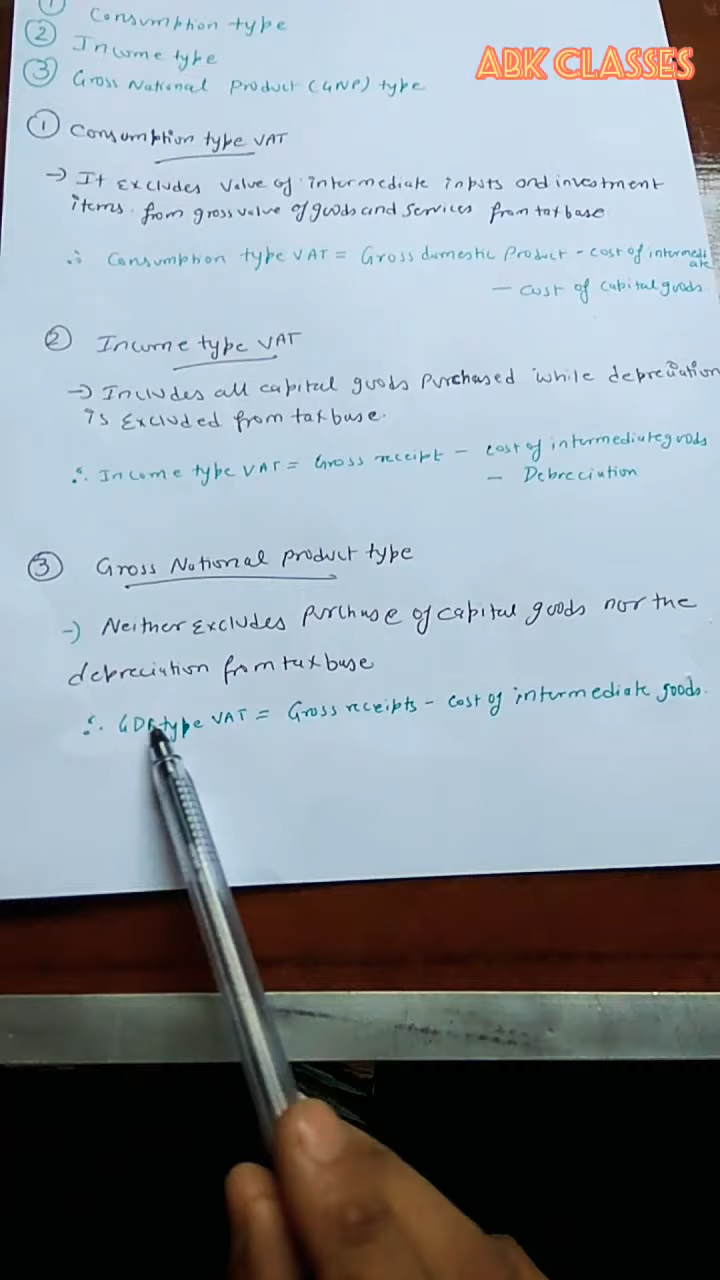 ① Consumption type
② Income type
ABK CLASSES
③ Gross National Product (GNP) type
① Consumption type VAT
→ It Excludes value of intermediate inputs and investment
items from gross value of goods and services from tax base
∴ Consumption type VAT = Gross domestic Product - cost of intermedi
ate
- cost of capital goods
② Income type VAT
→ Includes all capital goods purchased while depreciation
is Excluded from tax base.
∴ Income type VAT = Gross receipt - cost of intermediate goods
- Depreciation
③ Gross National product type
→ Neither Excludes purchase of capital goods nor the
depreciation from tax base
∴ GDP type VAT = Gross receipts - cost of intermediate goods.